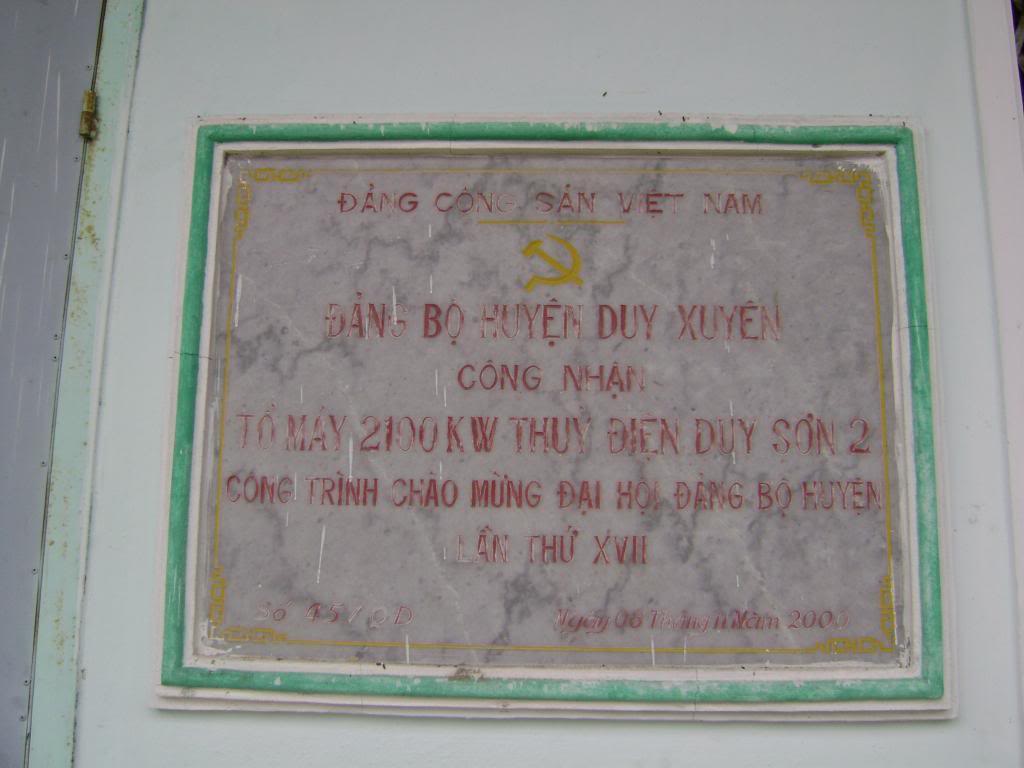 ĐẢNG CỘNG SẢN VIỆT NAM
ĐẢNG BỘ HUYỆN DUY XUYÊN
CÔNG NHẬN
TỔ MÁY 2100 KW THUỶ ĐIỆN DUY SƠN 2
CÔNG TRÌNH CHÀO MỪNG ĐẠI HỘI ĐẢNG BỘ HUYỆN
LẦN THỨ XVII
Số 45/QD
Ngày 06 Tháng 11 Năm 2000